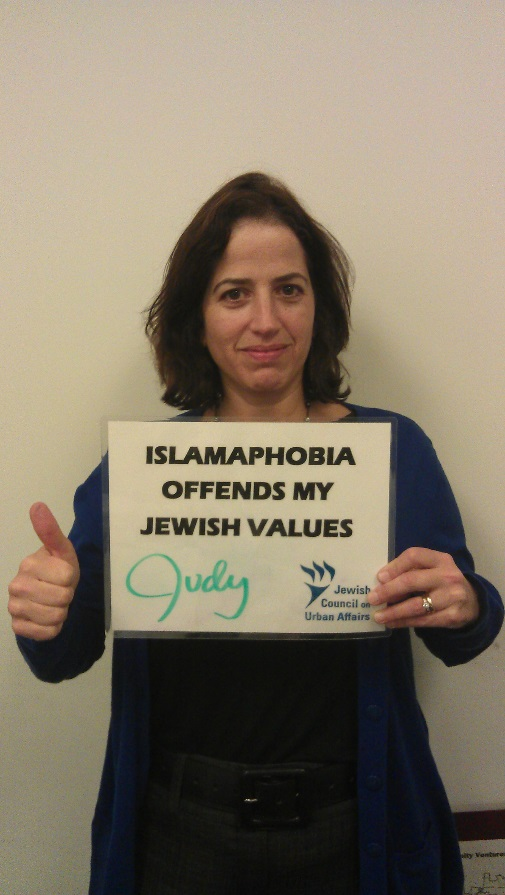 ISLAMAPHOBIA
OFFENDS MY
JEWISH VALUES
Judy
Jewish
Council on
Urban Affairs